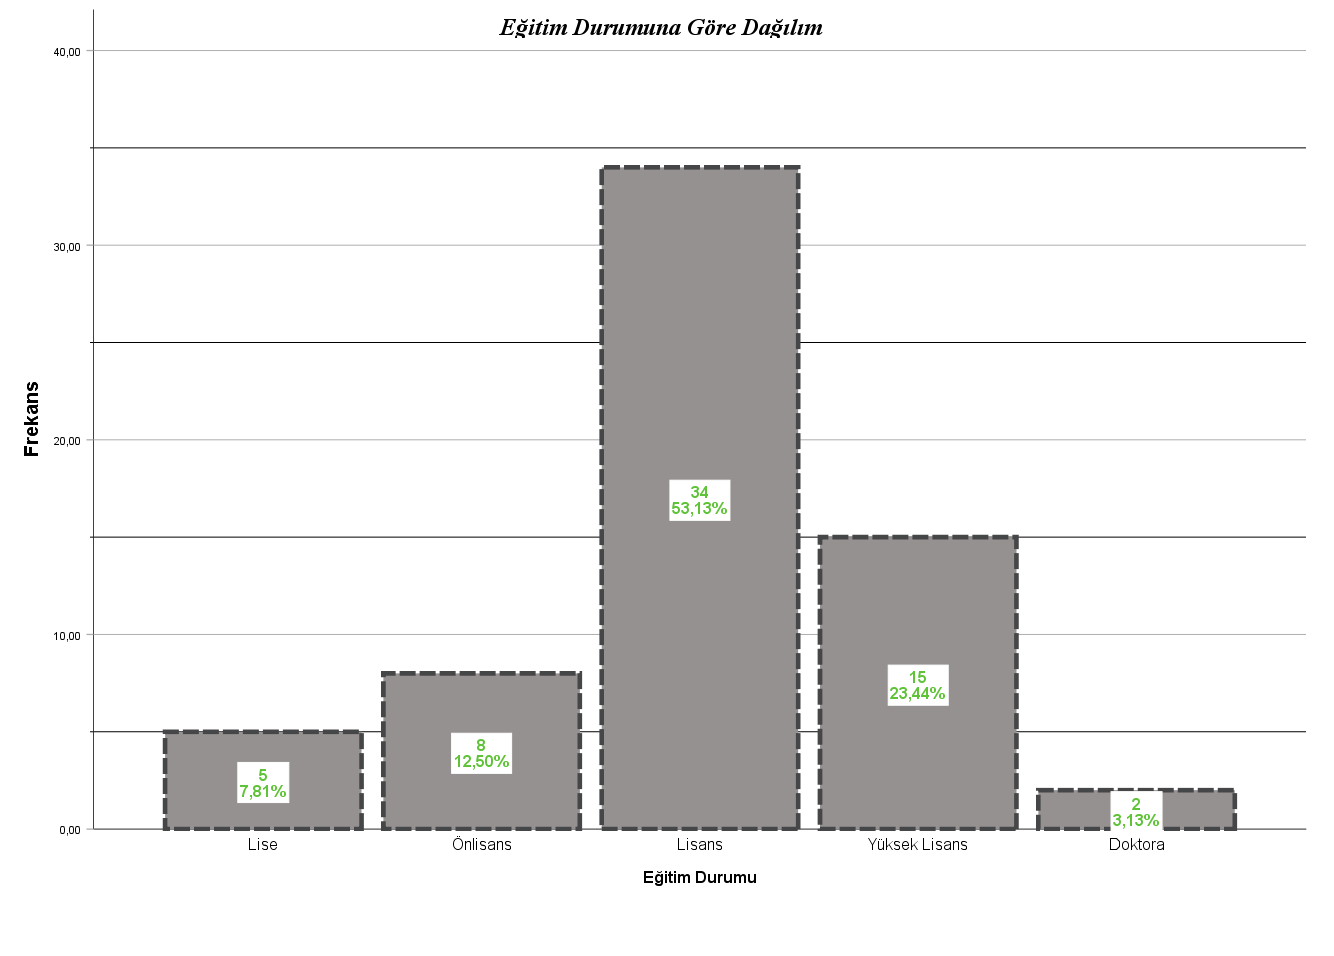 Eğitim Durumuna Göre Dağılım
40,00
30,00
20,00
10,00
0,00
Frekans
5
7,81%
8
12,50%
34
53,13%
15
23,44%
2
3,13%
Lise
Önlisans
Lisans
Yüksek Lisans
Doktora
Eğitim Durumu